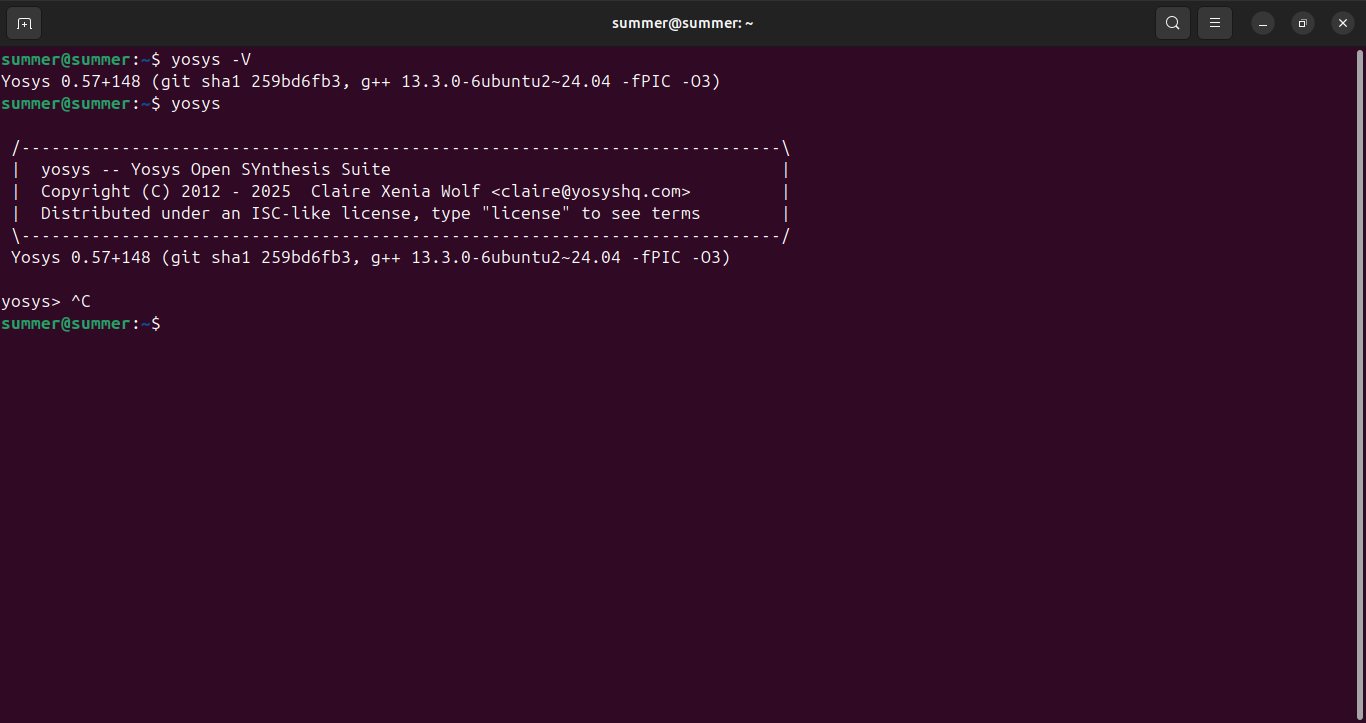 summer@summer: ~
summer@summer:~$ yosys -V
Yosys 0.57+148 (git sha1 259bd6fb3, g++ 13.3.0-6ubuntu2~24.04 -fPIC -O3)
summer@summer:~$ yosys
/----------------------------------------------------------------------------\
|  yosys -- Yosys Open SYnthesis Suite                                       |
|  Copyright (C) 2012 - 2025  Claire Xenia Wolf <claire@yosyshq.com>         |
|  Distributed under an ISC-like license, type "license" to see terms        |
\----------------------------------------------------------------------------/
Yosys 0.57+148 (git sha1 259bd6fb3, g++ 13.3.0-6ubuntu2~24.04 -fPIC -O3)
yosys> ^C
summer@summer:~$